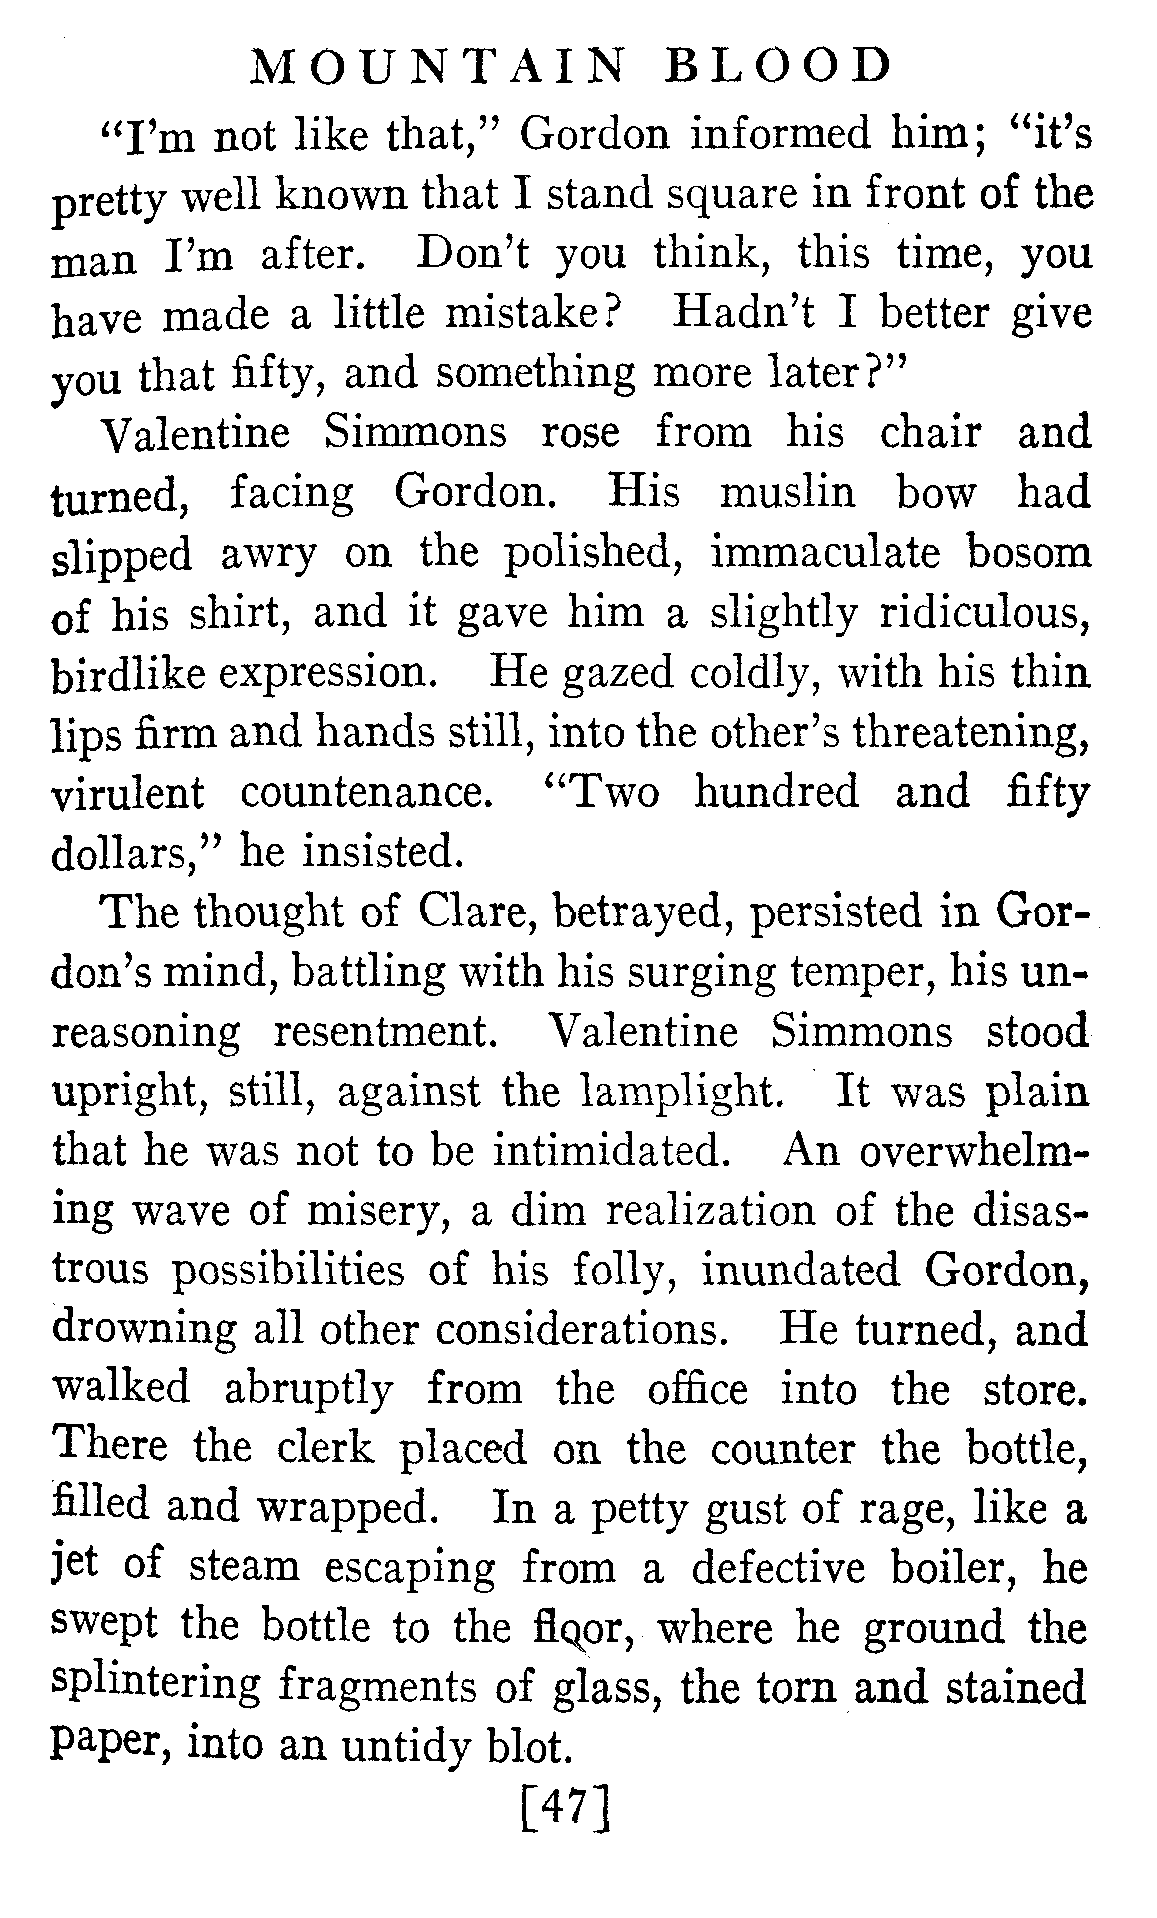 MOUNTAIN BLOOD
“I’m not like that,” Gordon informed him; “it’s
pretty well known that I stand square in front of the
man I’m after. Don’t you think, this time, you
have made a little mistake? Hadn’t I better give
you that fifty, and something more later?”
Valentine Simmons rose from his chair and
turned, facing Gordon. His muslin bow had
slipped awry on the polished, immaculate bosom
of his shirt, and it gave him a slightly ridiculous,
birdlike expression. He gazed coldly, with his thin
lips firm and hands still, into the other’s threatening,
virulent countenance. “Two hundred and fifty
dollars,” he insisted.
The thought of Clare, betrayed, persisted in Gor-
don’s mind, battling with his surging temper, his un-
reasoning resentment. Valentine Simmons stood
upright, still, against the lamplight. It was plain
that he was not to be intimidated. An overwhelm-
ing wave of misery, a dim realization of the disas-
trous possibilities of his folly, inundated Gordon,
drowning all other considerations. He turned, and
walked abruptly from the office into the store.
There the clerk placed on the counter the bottle,
filled and wrapped. In a petty gust of rage, like a
jet of steam escaping from a defective boiler, he
swept the bottle to the floor, where he ground the
splintering fragments of glass, the torn and stained
paper, into an untidy blot.
[47]